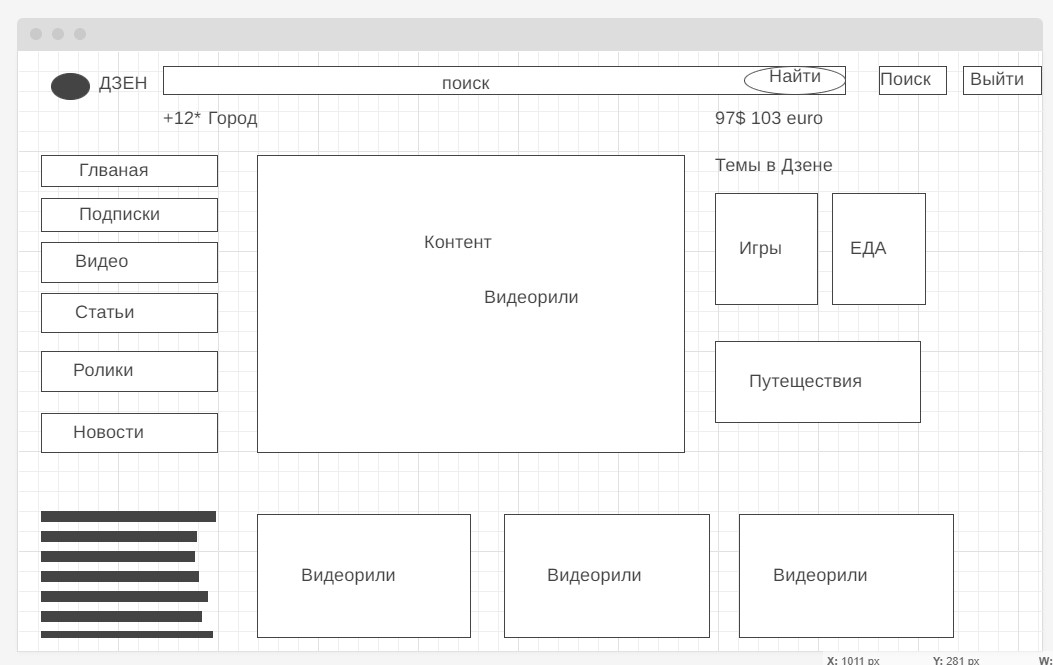 ДЗЕН
поиск
Найти
Поиск
Выйти
+12* Город
97$ 103 euro
Глваная
Подписки
Видео
Статьи
Ролики
Новости
Контент
Видеорили
Темы в Дзене
Игры
ЕДА
Путеществия
Видеорили
Видеорили
Видеорили
X: 1011 px Y: 281 px W: